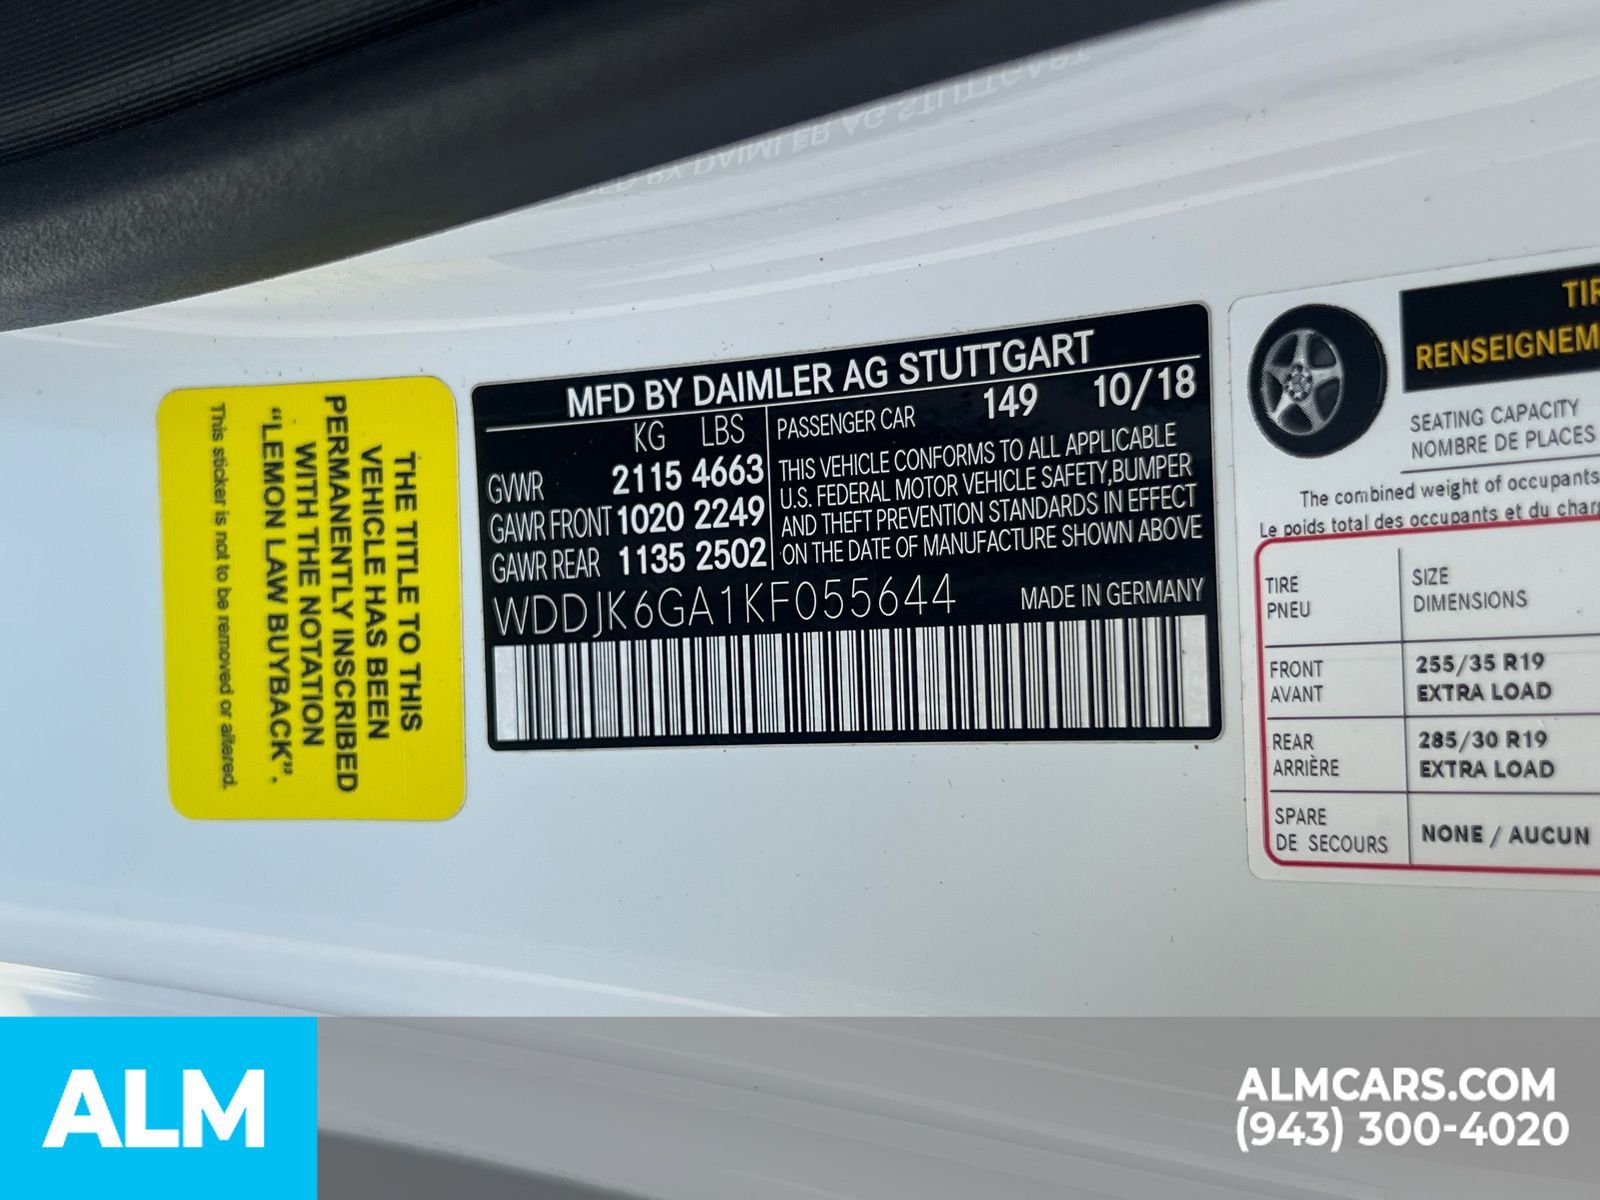 THE TITLE TO THIS
VEHICLE HAS BEEN
PERMANENTLY INSCRIBED
WITH THE NOTATION
“LEMON LAW BUYBACK”.
This sticker is not to be removed or altered.
MFD BY DAIMLER AG STUTTGART
KG LBS
GVWR 2115 4663
GAWR FRONT 1020 2249
GAWR REAR 1135 2502
PASSENGER CAR 149 10/18
THIS VEHICLE CONFORMS TO ALL APPLICABLE
U.S. FEDERAL MOTOR VEHICLE SAFETY,BUMPER
AND THEFT PREVENTION STANDARDS IN EFFECT
ON THE DATE OF MANUFACTURE SHOWN ABOVE
WDDJK6GA1KF055644 MADE IN GERMANY
SEATING CAPACITY
NOMBRE DE PLACES
The combined weight of occupants
Le poids total des occupants et du
TIRE
PNEU
SIZE
DIMENSIONS
FRONT
AVANT
255/35 R19
EXTRA LOAD
REAR
ARRIÈRE
285/30 R19
EXTRA LOAD
SPARE
DE SECOURS
NONE / AUCUN
ALM
ALMCARS.COM
(943) 300-4020